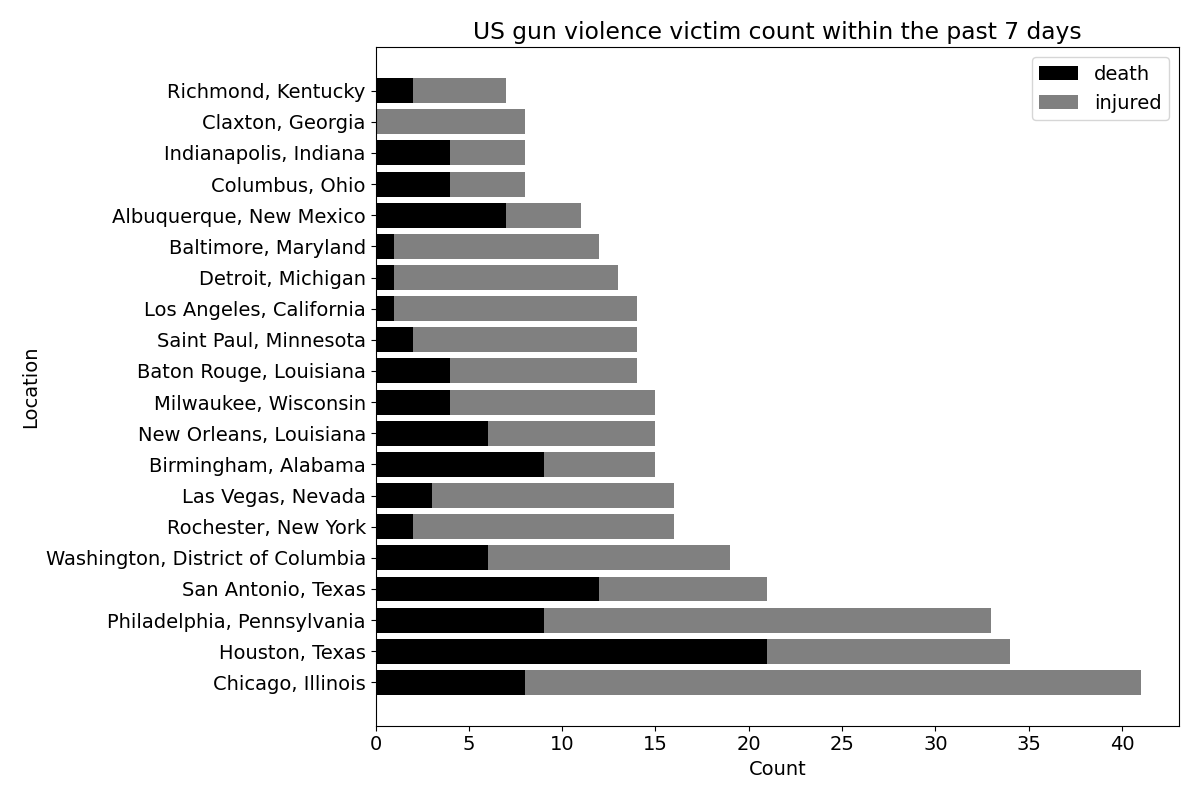 US gun violence victim count within the past 7 days
death
injured
Richmond, Kentucky
Claxton, Georgia
Indianapolis, Indiana
Columbus, Ohio
Albuquerque, New Mexico
Baltimore, Maryland
Detroit, Michigan
Los Angeles, California
Saint Paul, Minnesota
Baton Rouge, Louisiana
Milwaukee, Wisconsin
New Orleans, Louisiana
Birmingham, Alabama
Las Vegas, Nevada
Rochester, New York
Washington, District of Columbia
San Antonio, Texas
Philadelphia, Pennsylvania
Houston, Texas
Chicago, Illinois
Location
0 5 10 15 20 25 30 35 40
Count